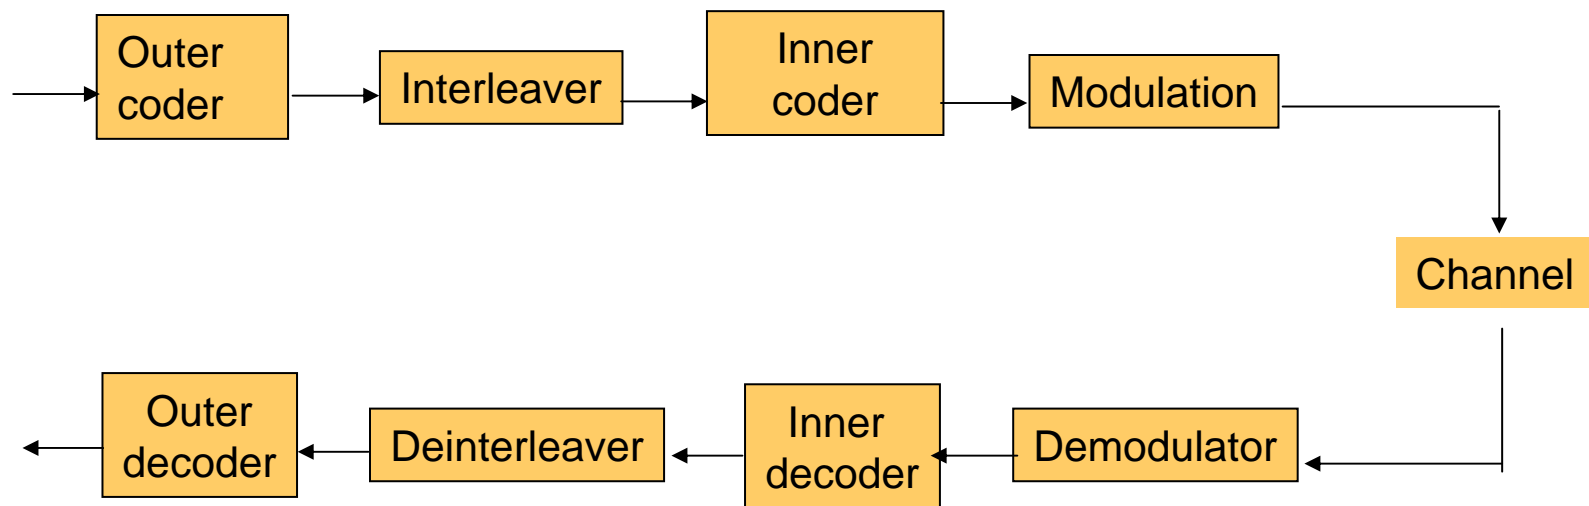 Outer
coder
Interleaver
Inner
coder
Modulation
Channel
Outer
decoder
Deinterleaver
Inner
decoder
Demodulator